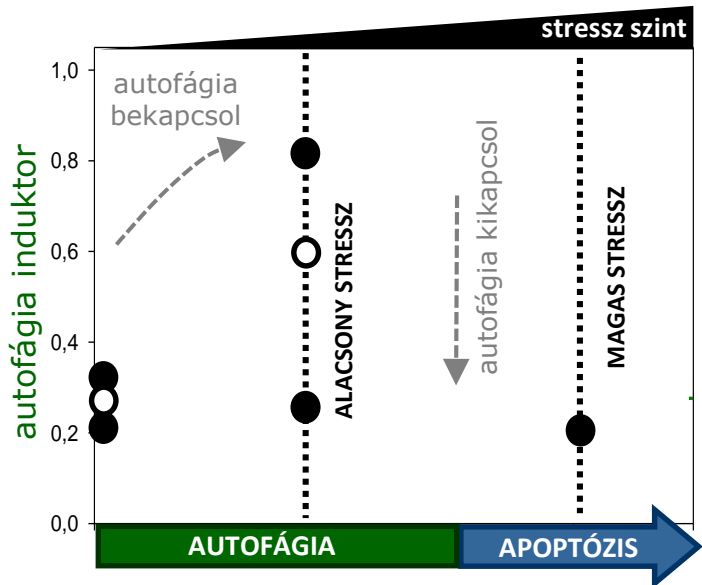 stressz szint
1,0
autofágia
bekapcsol
0,8
0,6
0,4
0,2
0,0
autofágia induktor
ALACSONY STRESSZ
autofágia kikapcsol
MAGAS STRESSZ
AUTOFÁGIA
APOPTÓZIS